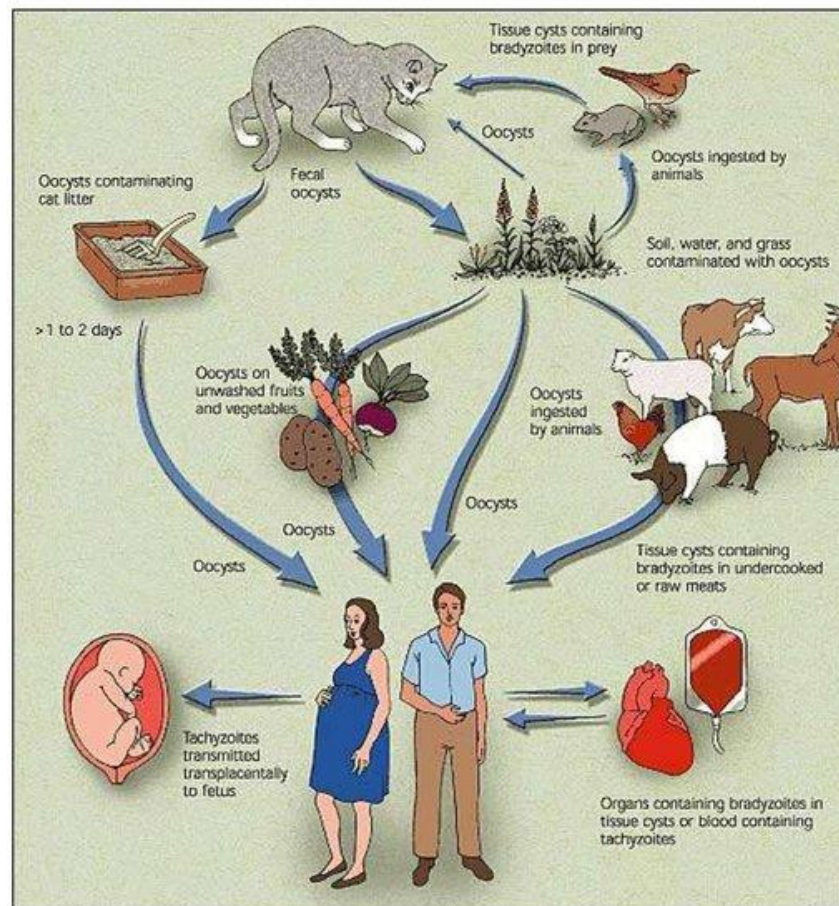 Tissue cysts containing
bradyzoites in prey
Oocysts
Oocysts ingested by
animals
Fecal
oocysts
Oocysts contaminating
cat litter
Soil, water, and grass
contaminated with oocysts
>1 to 2 days
Oocysts on
unwashed fruits
and vegetables
Oocysts
ingested
by animals
Oocysts
Oocysts
Oocysts
Tissue cysts containing
bradyzoites in undercooked
or raw meats
Tachyzoites
transmitted
transplacentally
to fetus
Organs containing bradyzoites in
tissue cysts or blood containing
tachyzoites